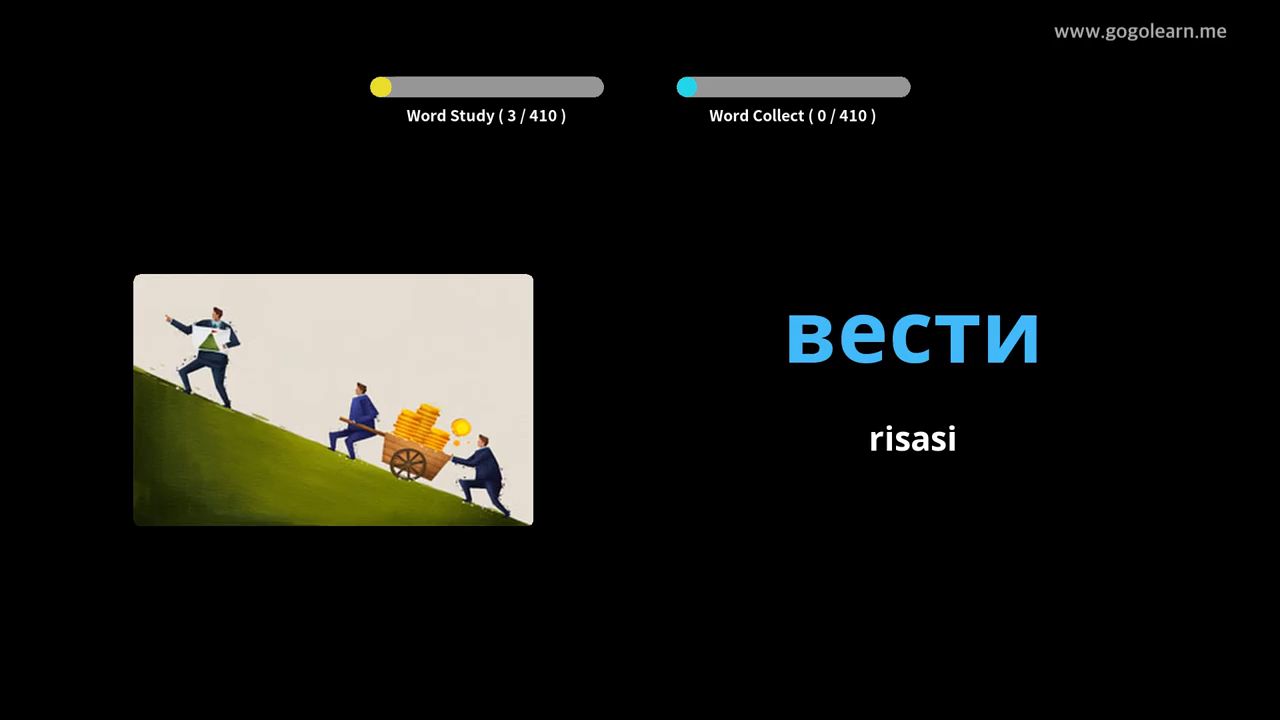 www.gogolearn.me
Word Study ( 3 / 410 )
Word Collect ( 0 / 410 )
вести
risasi